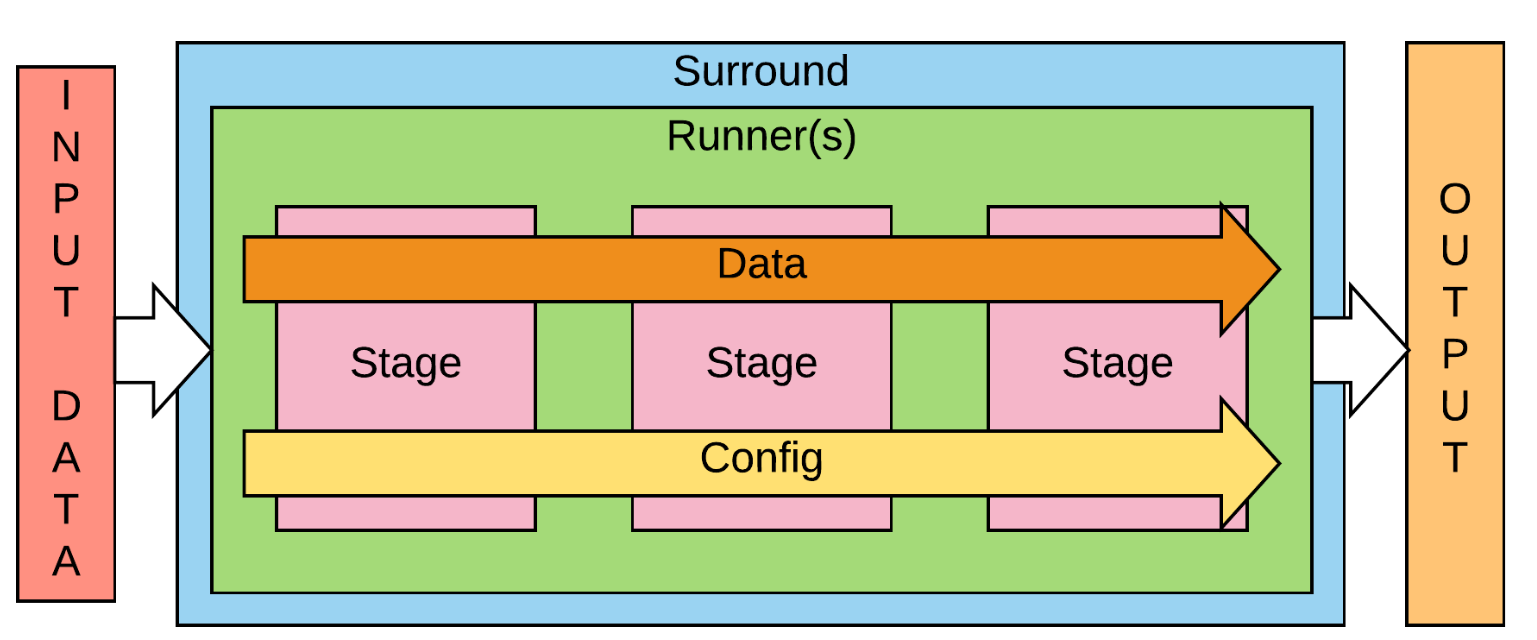 INPUT DATA
Surround
Runner(s)
Data
Stage Stage Stage
Config
OUTPUT